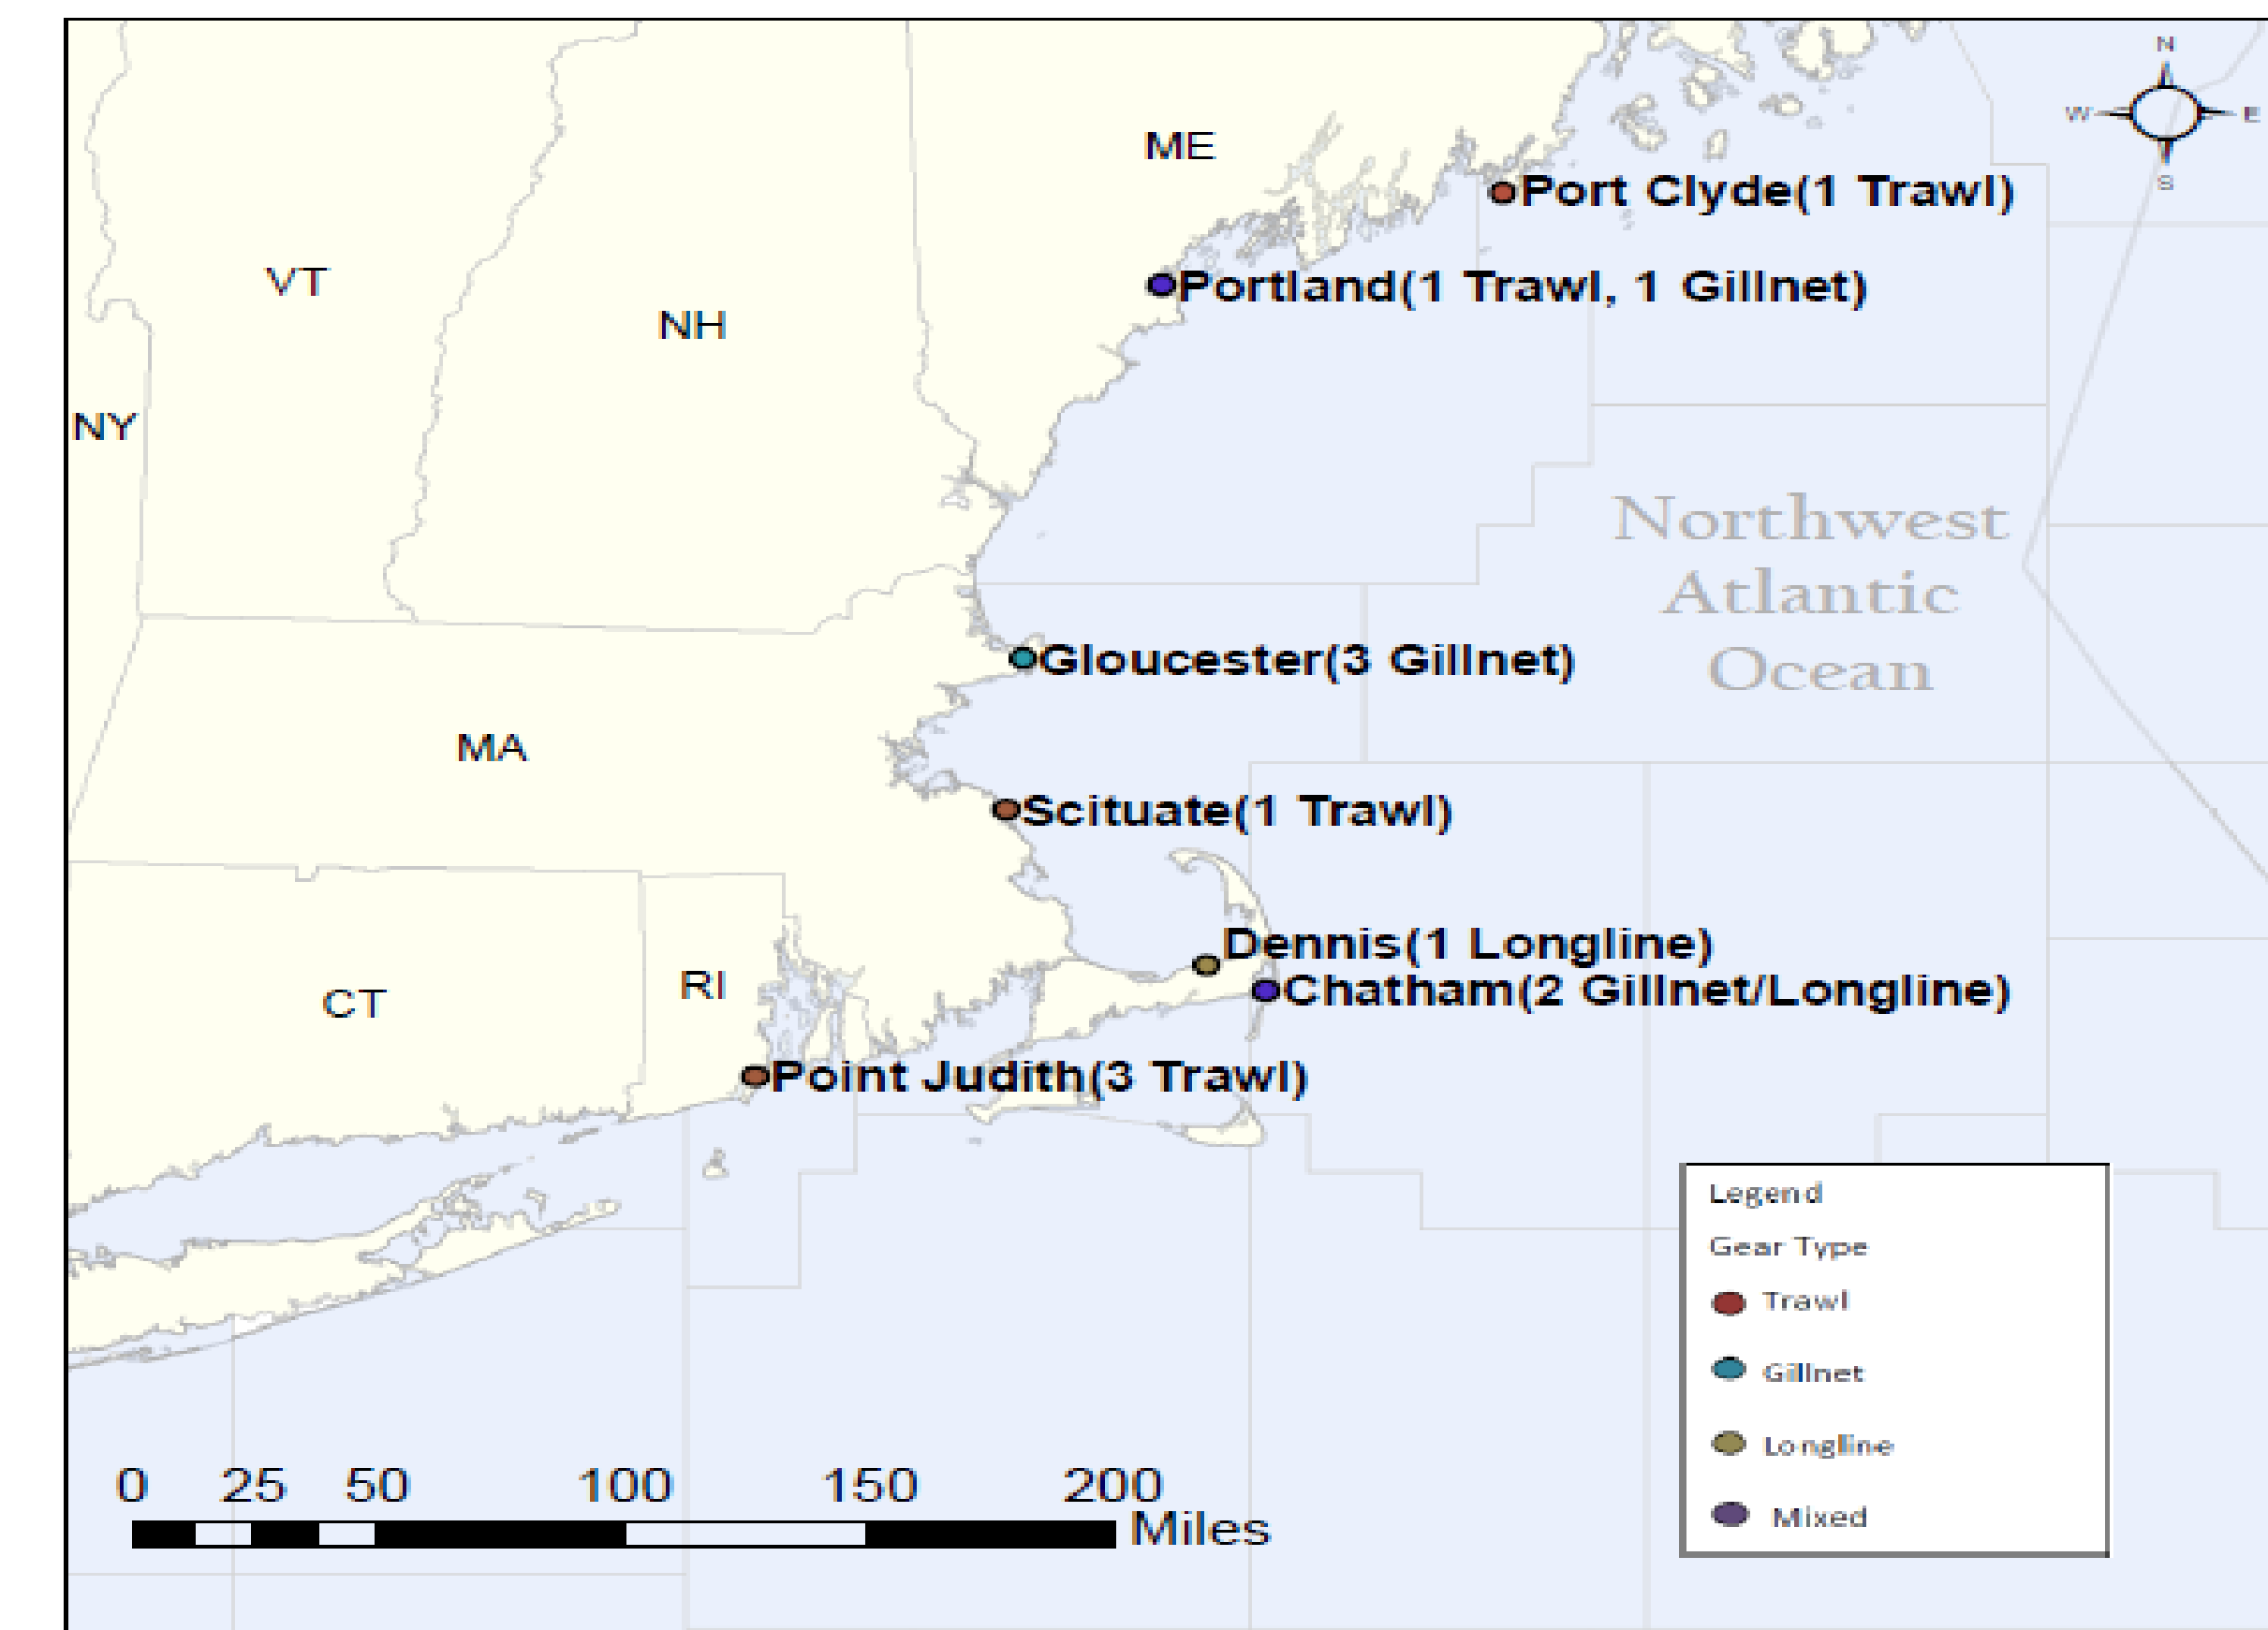 N
W E
S
ME
Port Clyde(1 Trawl)
VT
Portland(1 Trawl, 1 Gillnet)
NH
NY
Northwest
Atlantic
Ocean
Gloucester(3 Gillnet)
MA
Scituate(1 Trawl)
Dennis(1 Longline)
Chatham(2 Gillnet/Longline)
CT
RI
Point Judith(3 Trawl)
Legend
Gear Type
Trawl
Gillnet
Longline
Mixed
0 25 50 100 150 200
Miles